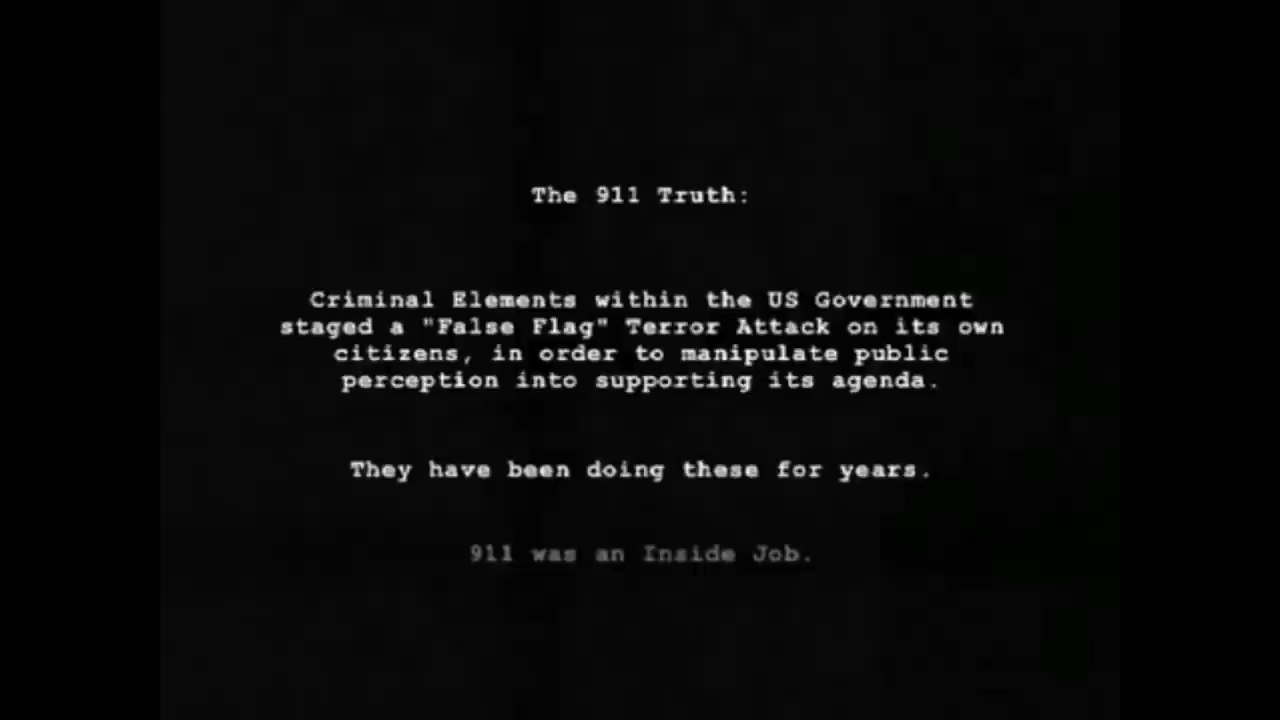 The 911 Truth:
Criminal Elements within the US Government
staged a "False Flag" Terror Attack on its own
citizens, in order to manipulate public
perception into supporting its agenda.
They have been doing these for years.
911 was an Inside Job.